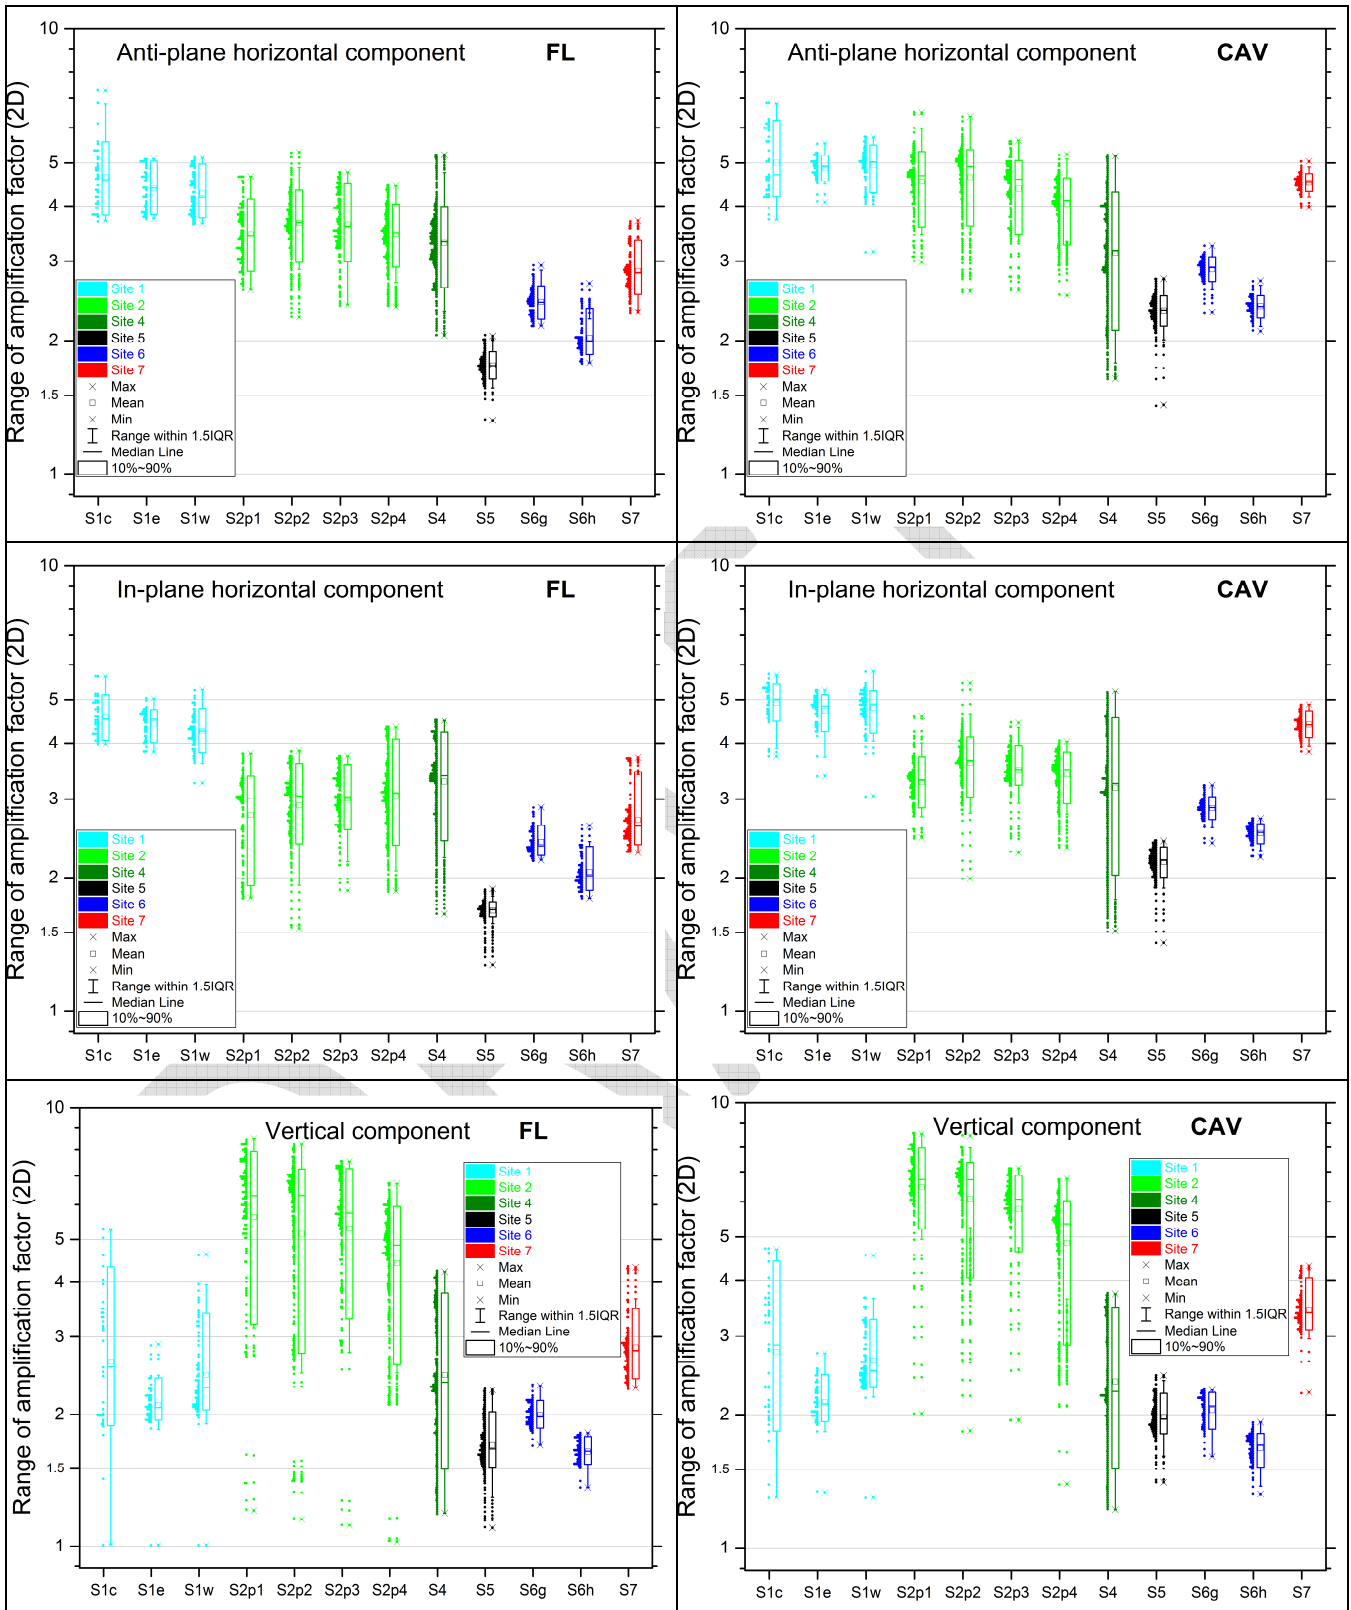 Anti-plane horizontal component FL
Range of amplification factor (2D)
10
5
4
3
2
1.5
1
Site 1
Site 2
Site 4
Site 5
Site 6
Site 7
Max
Mean
Min
Range within 1.5IQR
Median Line
10%~90%
S1c S1e S1w S2p1 S2p2 S2p3 S2p4 S4 S5 S6g S6h S7
Anti-plane horizontal component CAV
Range of amplification factor (2D)
10
5
4
3
2
1.5
1
Site 1
Site 2
Site 4
Site 5
Site 6
Site 7
Max
Mean
Min
Range within 1.5IQR
Median Line
10%~90%
S1c S1e S1w S2p1 S2p2 S2p3 S2p4 S4 S5 S6g S6h S7
In-plane horizontal component FL
Range of amplification factor (2D)
10
5
4
3
2
1.5
1
Site 1
Site 2
Site 4
Site 5
Site 6
Site 7
Max
Mean
Min
Range within 1.5IQR
Median Line
10%~90%
S1c S1e S1w S2p1 S2p2 S2p3 S2p4 S4 S5 S6g S6h S7
In-plane horizontal component CAV
Range of amplification factor (2D)
10
5
4
3
2
1.5
1
Site 1
Site 2
Site 4
Site 5
Site 6
Site 7
Max
Mean
Min
Range within 1.5IQR
Median Line
10%~90%
S1c S1e S1w S2p1 S2p2 S2p3 S2p4 S4 S5 S6g S6h S7
Vertical component FL
Range of amplification factor (2D)
10
5
4
3
2
1.5
1
Site 1
Site 2
Site 4
Site 5
Site 6
Site 7
Max
Mean
Min
Range within 1.5IQR
Median Line
10%~90%
S1c S1e S1w S2p1 S2p2 S2p3 S2p4 S4 S5 S6g S6h S7
Vertical component CAV
Range of amplification factor (2D)
10
5
4
3
2
1.5
1
Site 1
Site 2
Site 4
Site 5
Site 6
Site 7
Max
Mean
Min
Range within 1.5IQR
Median Line
10%~90%
S1c S1e S1w S2p1 S2p2 S2p3 S2p4 S4 S5 S6g S6h S7